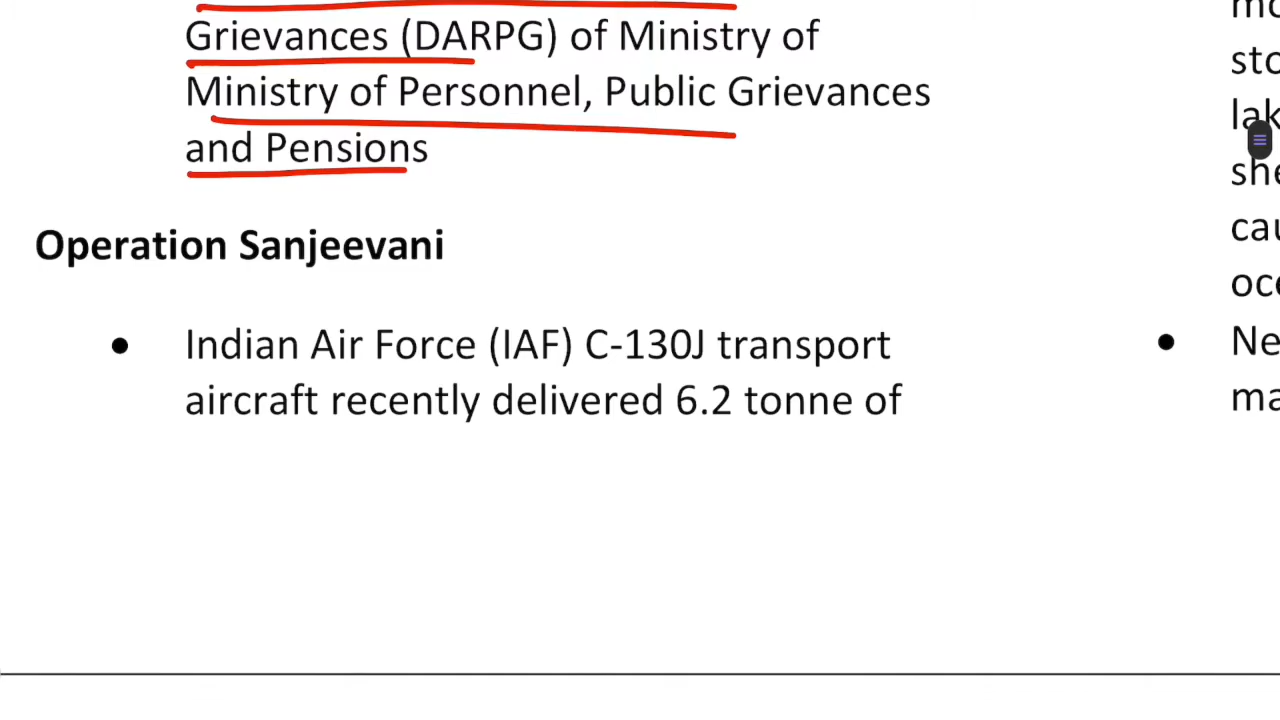 Grievances (DARPG) of Ministry of
Ministry of Personnel, Public Grievances
and Pensions
Operation Sanjeevani
• Indian Air Force (IAF) C-130J transport
aircraft recently delivered 6.2 tonne of